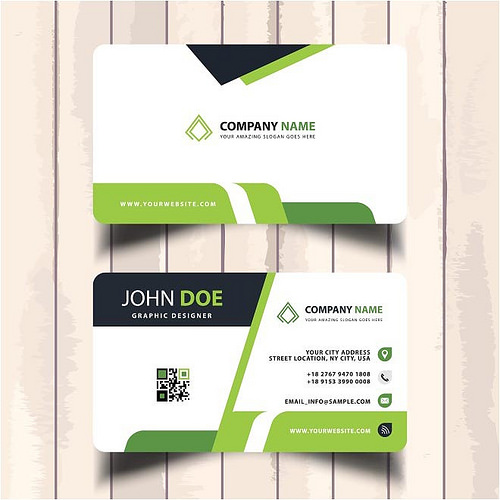 COMPANY NAME
YOUR AMAZING SLOGAN GOES HERE
WWW.YOURWEBSITE.COM
JOHN DOE
GRAPHIC DESIGNER
COMPANY NAME
YOUR AMAZING SLOGAN GOES HERE
YOUR CITY ADDRESS
STREET LOCATION, NY CITY, USA
+18 2767 9470 1808
+18 9153 3990 0008
EMAIL_INFO@SAMPLE.COM
WWW.YOURWEBSITE.COM